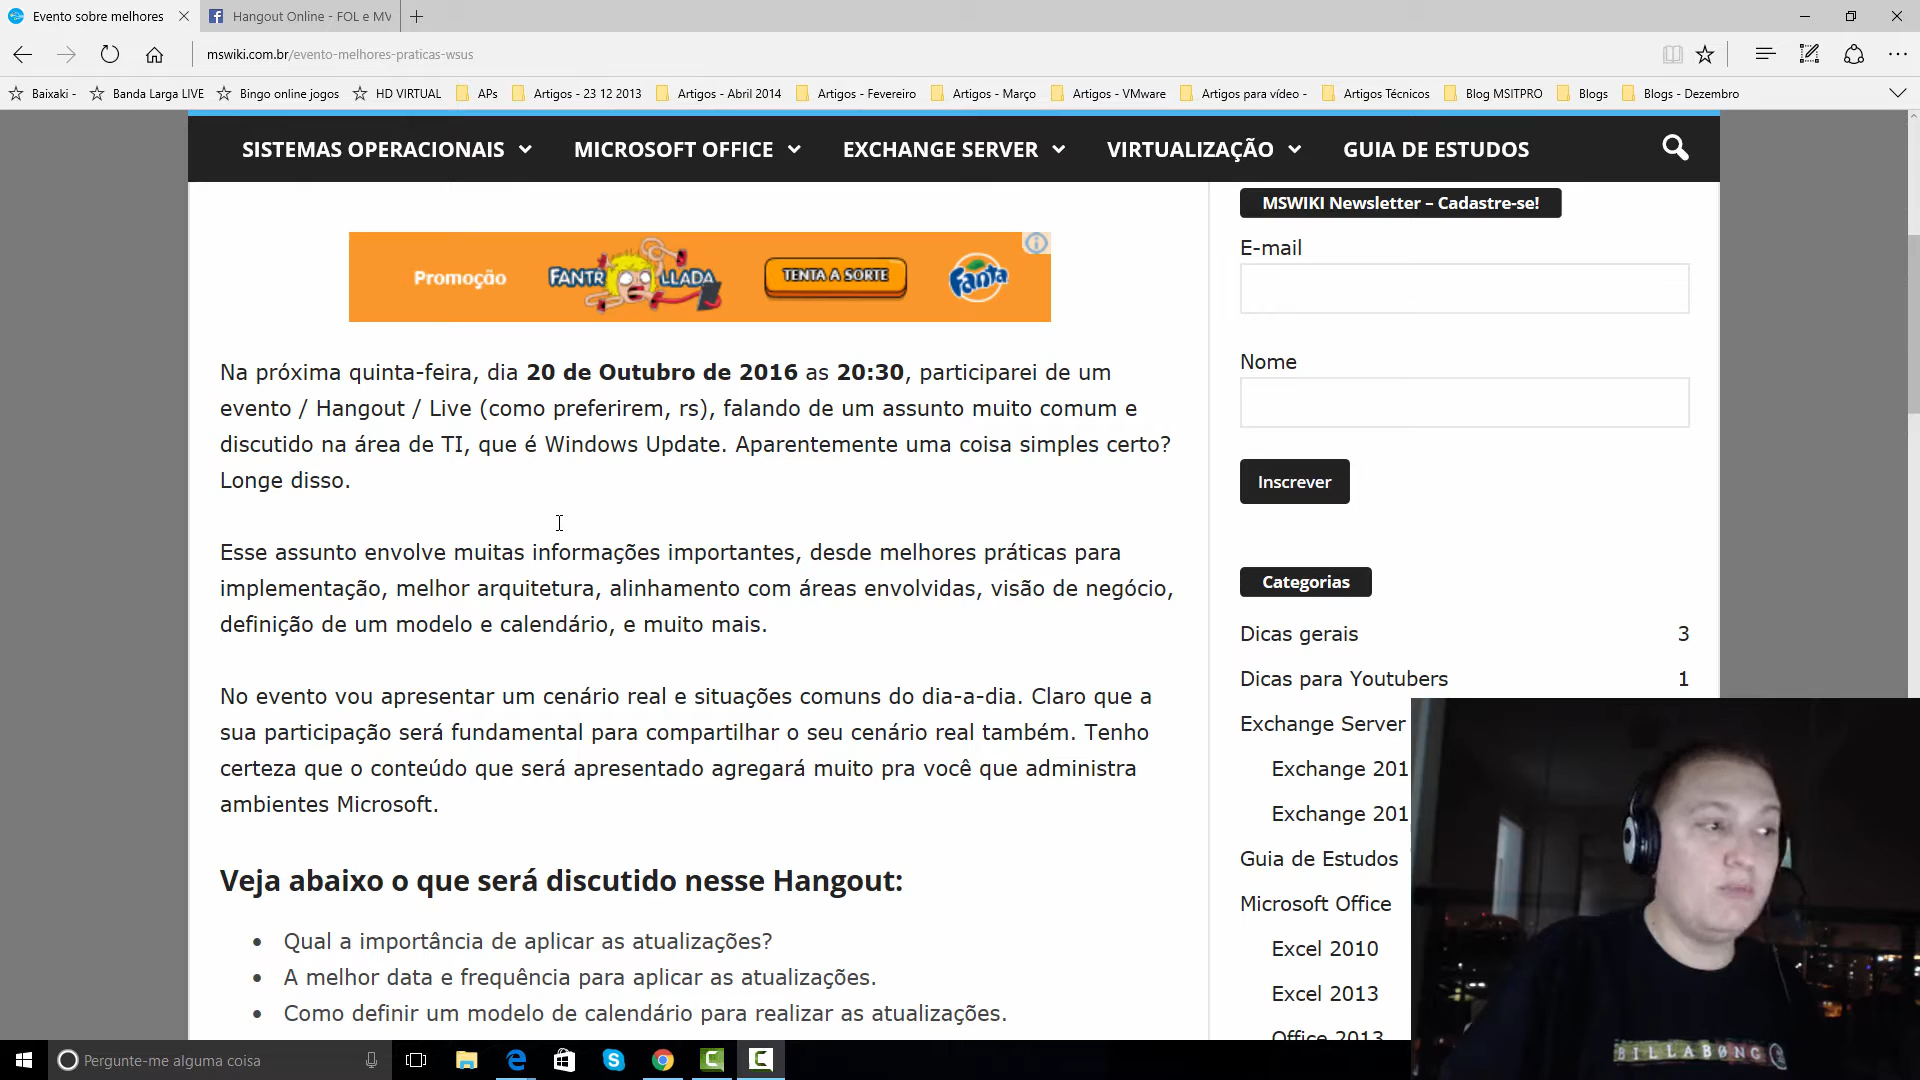 Evento sobre melhores
Hangout Online - FOL e MV
mswiki.com.br/evento-melhores-praticas-wsus
Baixaki -
Banda Larga LIVE
Bingo online jogos
HD VIRTUAL
APs
Artigos - 23 12 2013
Artigos - Abril 2014
Artigos - Fevereiro
Artigos - Março
Artigos - VMware
Artigos para vídeo -
Artigos Técnicos
Blog MSITPRO
Blogs
Blogs - Dezembro
SISTEMAS OPERACIONAIS
MICROSOFT OFFICE
EXCHANGE SERVER
VIRTUALIZAÇÃO
GUIA DE ESTUDOS
Promoção
FANTR LLADA
TENTA A SORTE
Fanta
Na próxima quinta-feira, dia 20 de Outubro de 2016 as 20:30, participarei de um
evento / Hangout / Live (como preferirem, rs), falando de um assunto muito comum e
discutido na área de TI, que é Windows Update. Aparentemente uma coisa simples certo?
Longe disso.
Esse assunto envolve muitas informações importantes, desde melhores práticas para
implementação, melhor arquitetura, alinhamento com áreas envolvidas, visão de negócio,
definição de um modelo e calendário, e muito mais.
No evento vou apresentar um cenário real e situações comuns do dia-a-dia. Claro que a
sua participação será fundamental para compartilhar o seu cenário real também. Tenho
certeza que o conteúdo que será apresentado agregará muito pra você que administra
ambientes Microsoft.
Veja abaixo o que será discutido nesse Hangout:
• Qual a importância de aplicar as atualizações?
• A melhor data e frequência para aplicar as atualizações.
• Como definir um modelo de calendário para realizar as atualizações.
MSWIKI Newsletter – Cadastre-se!
E-mail
Nome
Inscrever
Categorias
Dicas gerais 3
Dicas para Youtubers 1
Exchange Server
Exchange 201
Exchange 201
Guia de Estudos
Microsoft Office
Excel 2010
Excel 2013
Office 2013
BILLABONG
Pergunte-me alguma coisa